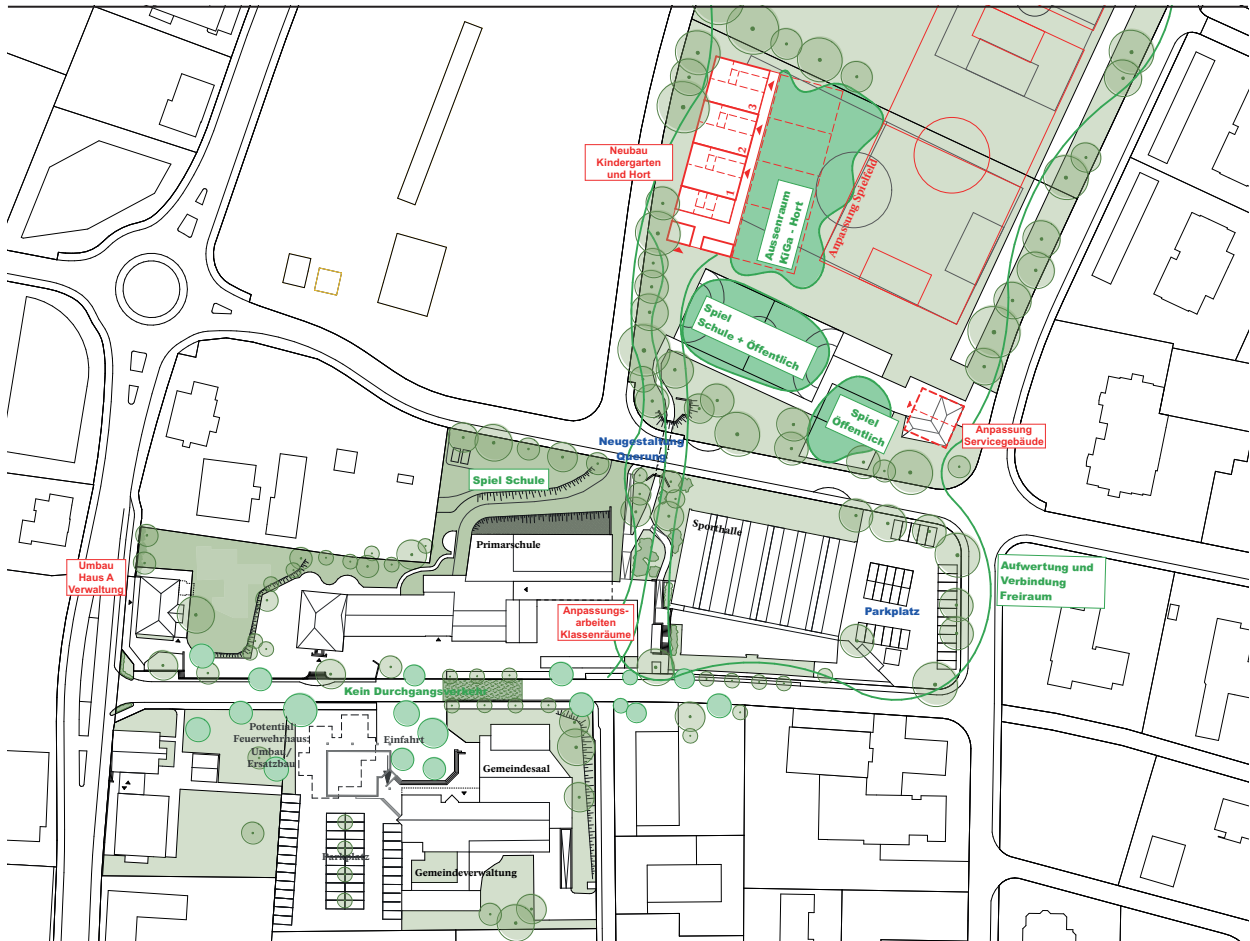 3
2
1
Neubau
Kindergarten
und Hort
Aussenraum
KiGa - Hort
Anpassung Spielfeld
Spiel
Schule + Öffentlich
Spiel
Öffentlich
Anpassung
Servicegebäude
Neugestaltung
Querung
Spiel Schule
Primarschule
Sporthalle
Umbau
Haus A
Verwaltung
Anpassungs-
arbeiten
Klassenräume
Parkplatz
Aufwertung und
Verbindung
Freiraum
Kein Durchgangsverkehr
Potential
Feuerwehrhaus:
Umbau/
Ersatzbau
Einfahrt
Gemeindesaal
Parkplatz
Gemeindeverwaltung